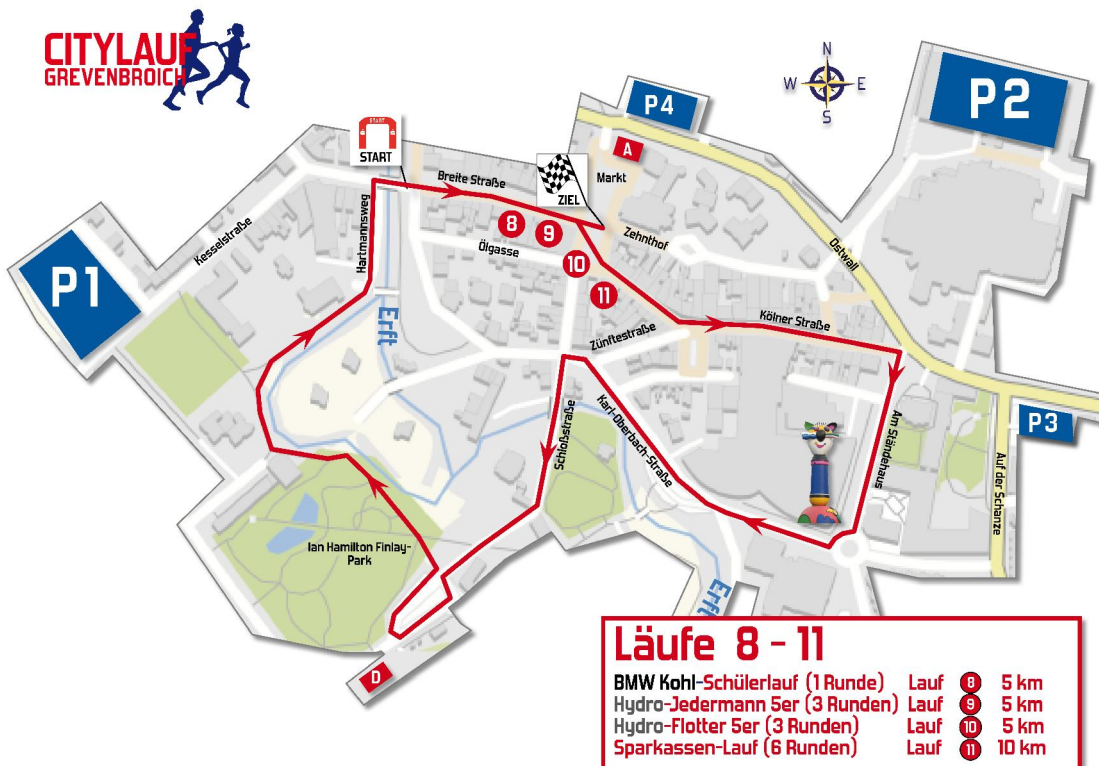 CITYLAUF
GREVENBROICH
START
START
ZIEL
A
Markt
P4
N
W
E
S
P2
P1
P3
Kesselstraße
Hartmannsweg
Breite Straße
8
9
10
11
Ölgasse
Zehnthof
Ostwall
Erft
Zünftestraße
Kölner Straße
Schloßstraße
Karl-Oberbach-Straße
Am Ständehaus
Auf der Schanze
Ian Hamilton Finlay-
Park
Erft
D
Läufe 8 - 11
BMW Kohl-Schülerlauf (1 Runde) Lauf 8 5 km
Hydro-Jedermann 5er (3 Runden) Lauf 9 5 km
Hydro-Flotter 5er (3 Runden) Lauf 10 5 km
Sparkassen-Lauf (6 Runden) Lauf 11 10 km